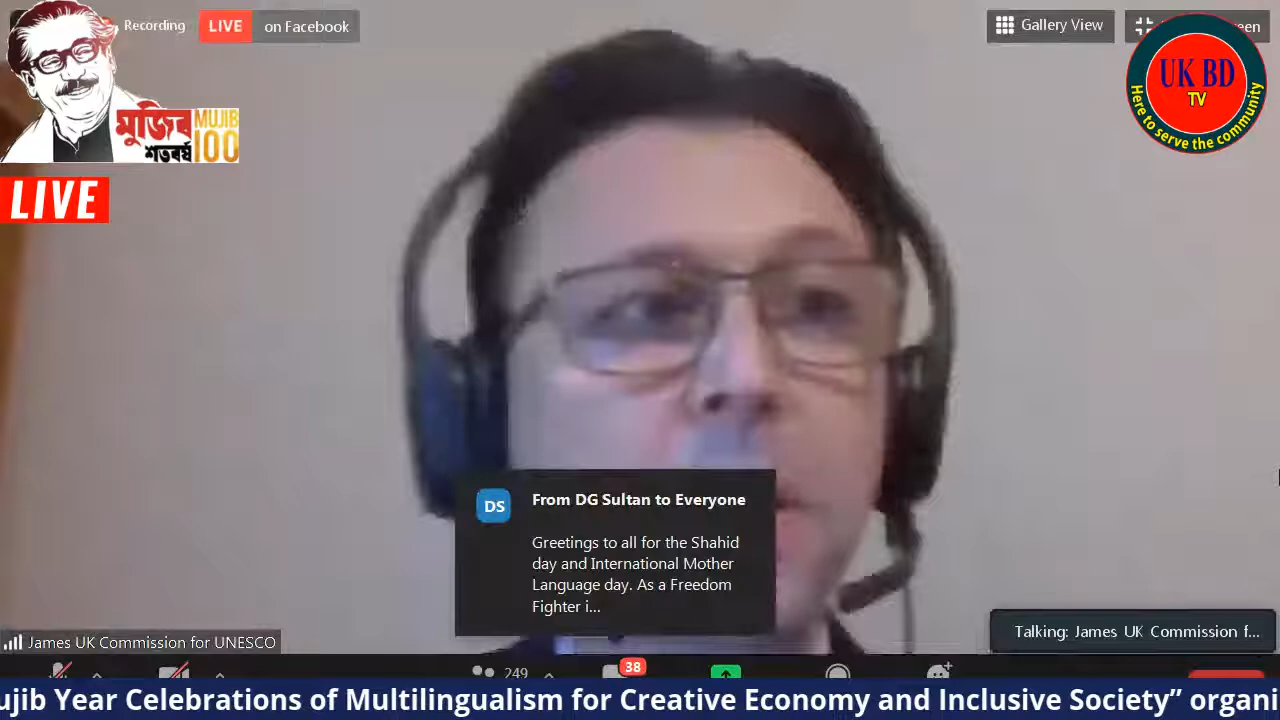 Recording
LIVE
on Facebook
Gallery View
een
মুজিব
শতবর্ষ
MUJIB
100
UK BD
TV
Here to serve the community
LIVE
DS
From DG Sultan to Everyone
Greetings to all for the Shahid
day and International Mother
Language day. As a Freedom
Fighter i...
James UK Commission for UNESCO
Talking: James UK Commission f...
249
38
ujib Year Celebrations of Multilingualism for Creative Economy and Inclusive Society” organi